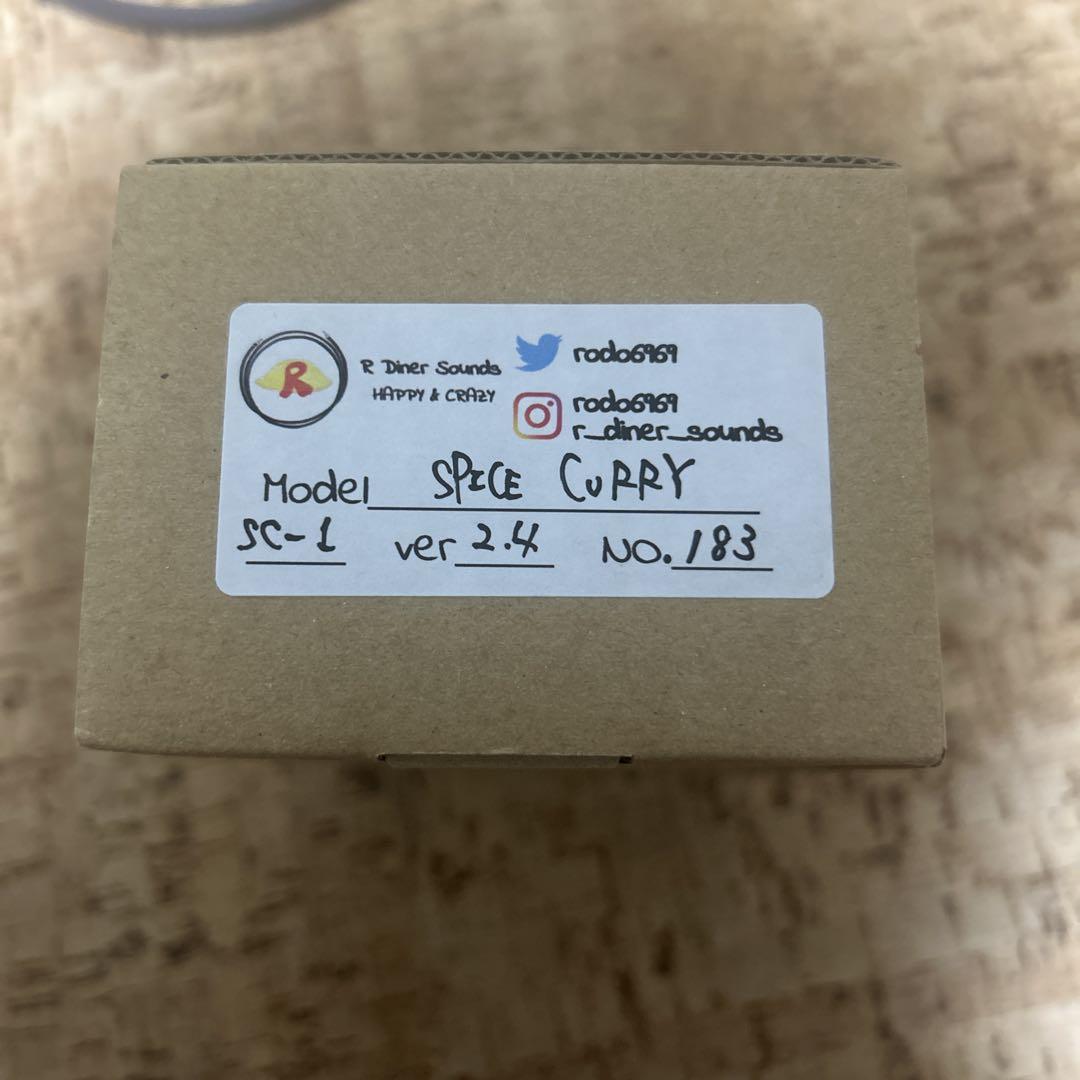 R
R Diner Sounds
HAPPY & CRAZY
rodo6969
rodo6969
r_diner_sounds
Model SPICE CURRY
SC-1 ver 2.4 NO. 183